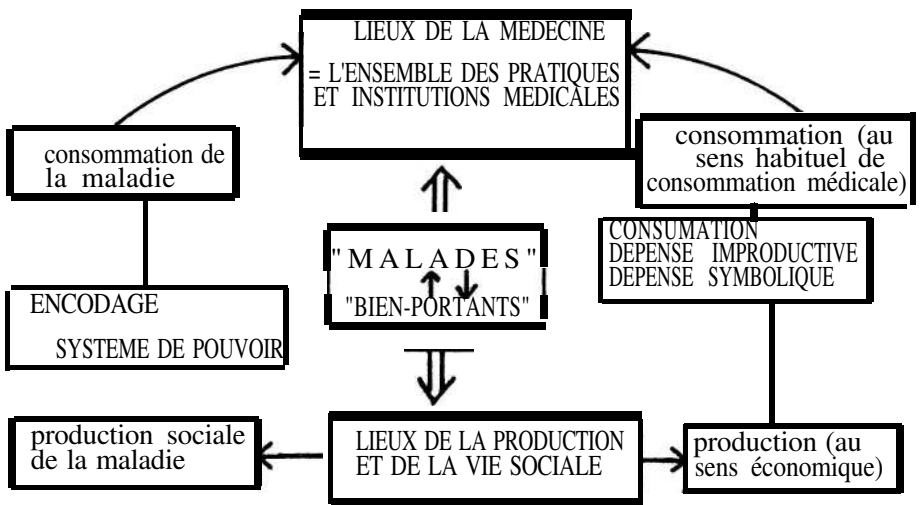 LIEUX DE LA MEDECINE
= L'ENSEMBLE DES PRATIQUES
ET INSTITUTIONS MEDICALES
consommation de
la maladie
consommation (au
sens habituel de
consommation médicale)
"MALADES"
"BIEN-PORTANTS"
CONSUMATION
DEPENSE IMPRODUCTIVE
DEPENSE SYMBOLIQUE
ENCODAGE
SYSTEME DE POUVOIR
production sociale
de la maladie
LIEUX DE LA PRODUCTION
ET DE LA VIE SOCIALE
production (au
sens économique)